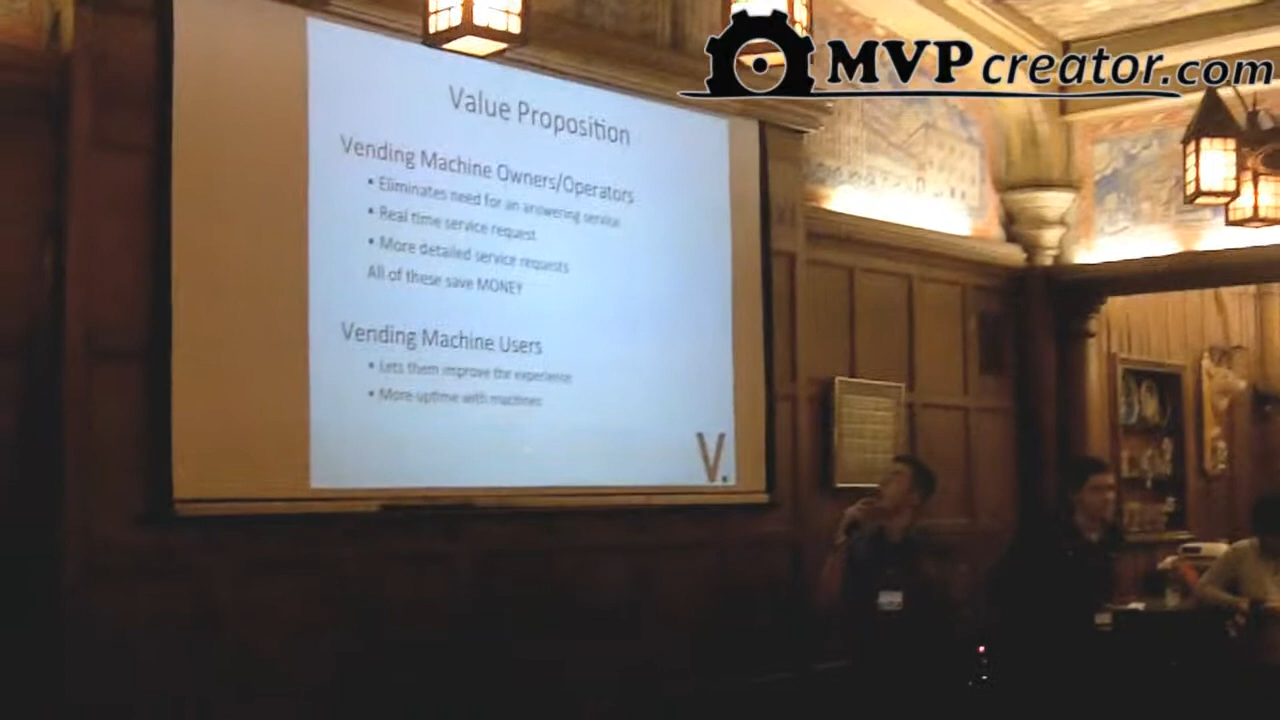 MVPcreator.com
Value Proposition
Vending Machine Owners/Operators
• Eliminates need for an answering service
• Real time service request
• More detailed service requests
All of these save MONEY
Vending Machine Users
• Lets them improve the experience
• More uptime with machines
V.